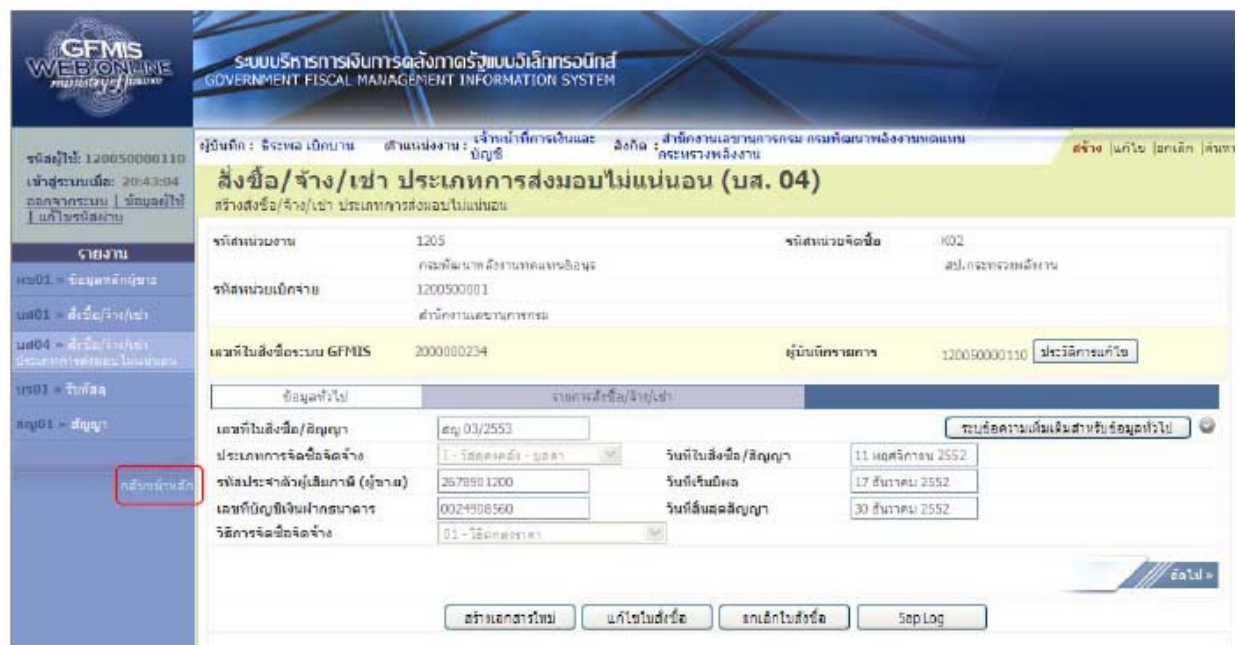 GFMIS
WEB ONLINE
ระบบบริหารการเงินการคลังภาครัฐแบบอิเล็กทรอนิกส์
GOVERNMENT FISCAL MANAGEMENT INFORMATION SYSTEM
รหัสผู้ใช้: 120050000110
เข้าสู่ระบบเมื่อ: 20:43:04
ออกจากระบบ | ข้อมูลผู้ใช้
| แก้ไขรหัสผ่าน
รายงาน
ผข01 » ข้อมูลหลักผู้ขาย
บส01 » สั่งซื้อ/จ้าง/เช่า
บส04 » สั่งซื้อ/จ้าง/เช่า
ประเภทการส่งมอบไม่แน่นอน
บร01 » รับพัสดุ
สญ01 » สัญญา
กลับหน้าหลัก
ผู้บันทึก : ธีระพล เบิกบาน ตำแหน่งงาน : เจ้าหน้าที่การเงินและบัญชี สังกัด : สำนักงานเลขานุการกรม กรมพัฒนาพลังงานทดแทน กระทรวงพลังงาน
สร้าง |แก้ไข |ยกเลิก |ค้นหา
สั่งซื้อ/จ้าง/เช่า ประเภทการส่งมอบไม่แน่นอน (บส. 04)
สร้างสั่งซื้อ/จ้าง/เช่า ประเภทการส่งมอบไม่แน่นอน
รหัสหน่วยงาน 1205 รหัสหน่วยจัดซื้อ K02
กรมพัฒนาพลังงานทดแทนฯ สป.กระทรวงพลังงาน
รหัสหน่วยเบิกจ่าย 1200500001
สำนักงานเลขานุการกรม
เลขที่ใบสั่งซื้อระบบ GFMIS 2000000234 ผู้บันทึกรายการ 120050000110 ประวัติการแก้ไข
ข้อมูลทั่วไป รายการสั่งซื้อ/จ้าง/เช่า
เลขที่ใบสั่งซื้อ/สัญญา สญ 03/2553 ระบุข้อความเพิ่มเติมสำหรับข้อมูลทั่วไป
ประเภทการจัดซื้อจัดจ้าง I - วัสดุคงคลัง - มูลค่า วันที่ใบสั่งซื้อ/สัญญา 11 พฤศจิกายน 2552
รหัสประจำตัวผู้เสียภาษี (ผู้ขาย) 2678901200 วันที่เริ่มมีผล 17 ธันวาคม 2552
เลขที่บัญชีเงินฝากธนาคาร 0024908560 วันที่สิ้นสุดสัญญา 30 ธันวาคม 2552
วิธีการจัดซื้อจัดจ้าง 01 - วิธีตกลงราคา
ถัดไป »
สร้างเอกสารใหม่ แก้ไขใบสั่งซื้อ ยกเลิกใบสั่งซื้อ Sap Log